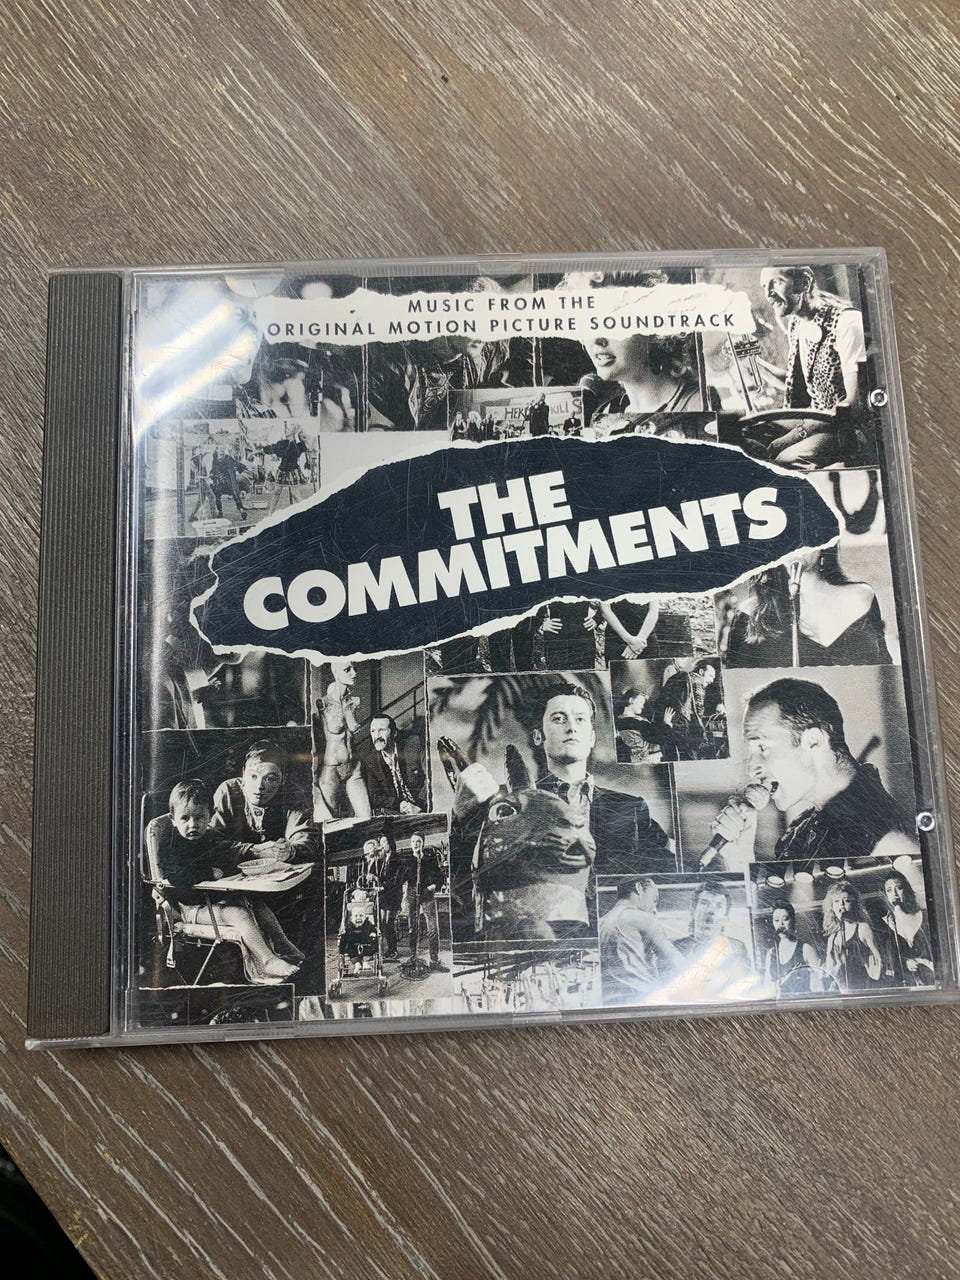 MUSIC FROM THE
ORIGINAL MOTION PICTURE SOUNDTRACK
THE
COMMITMENTS